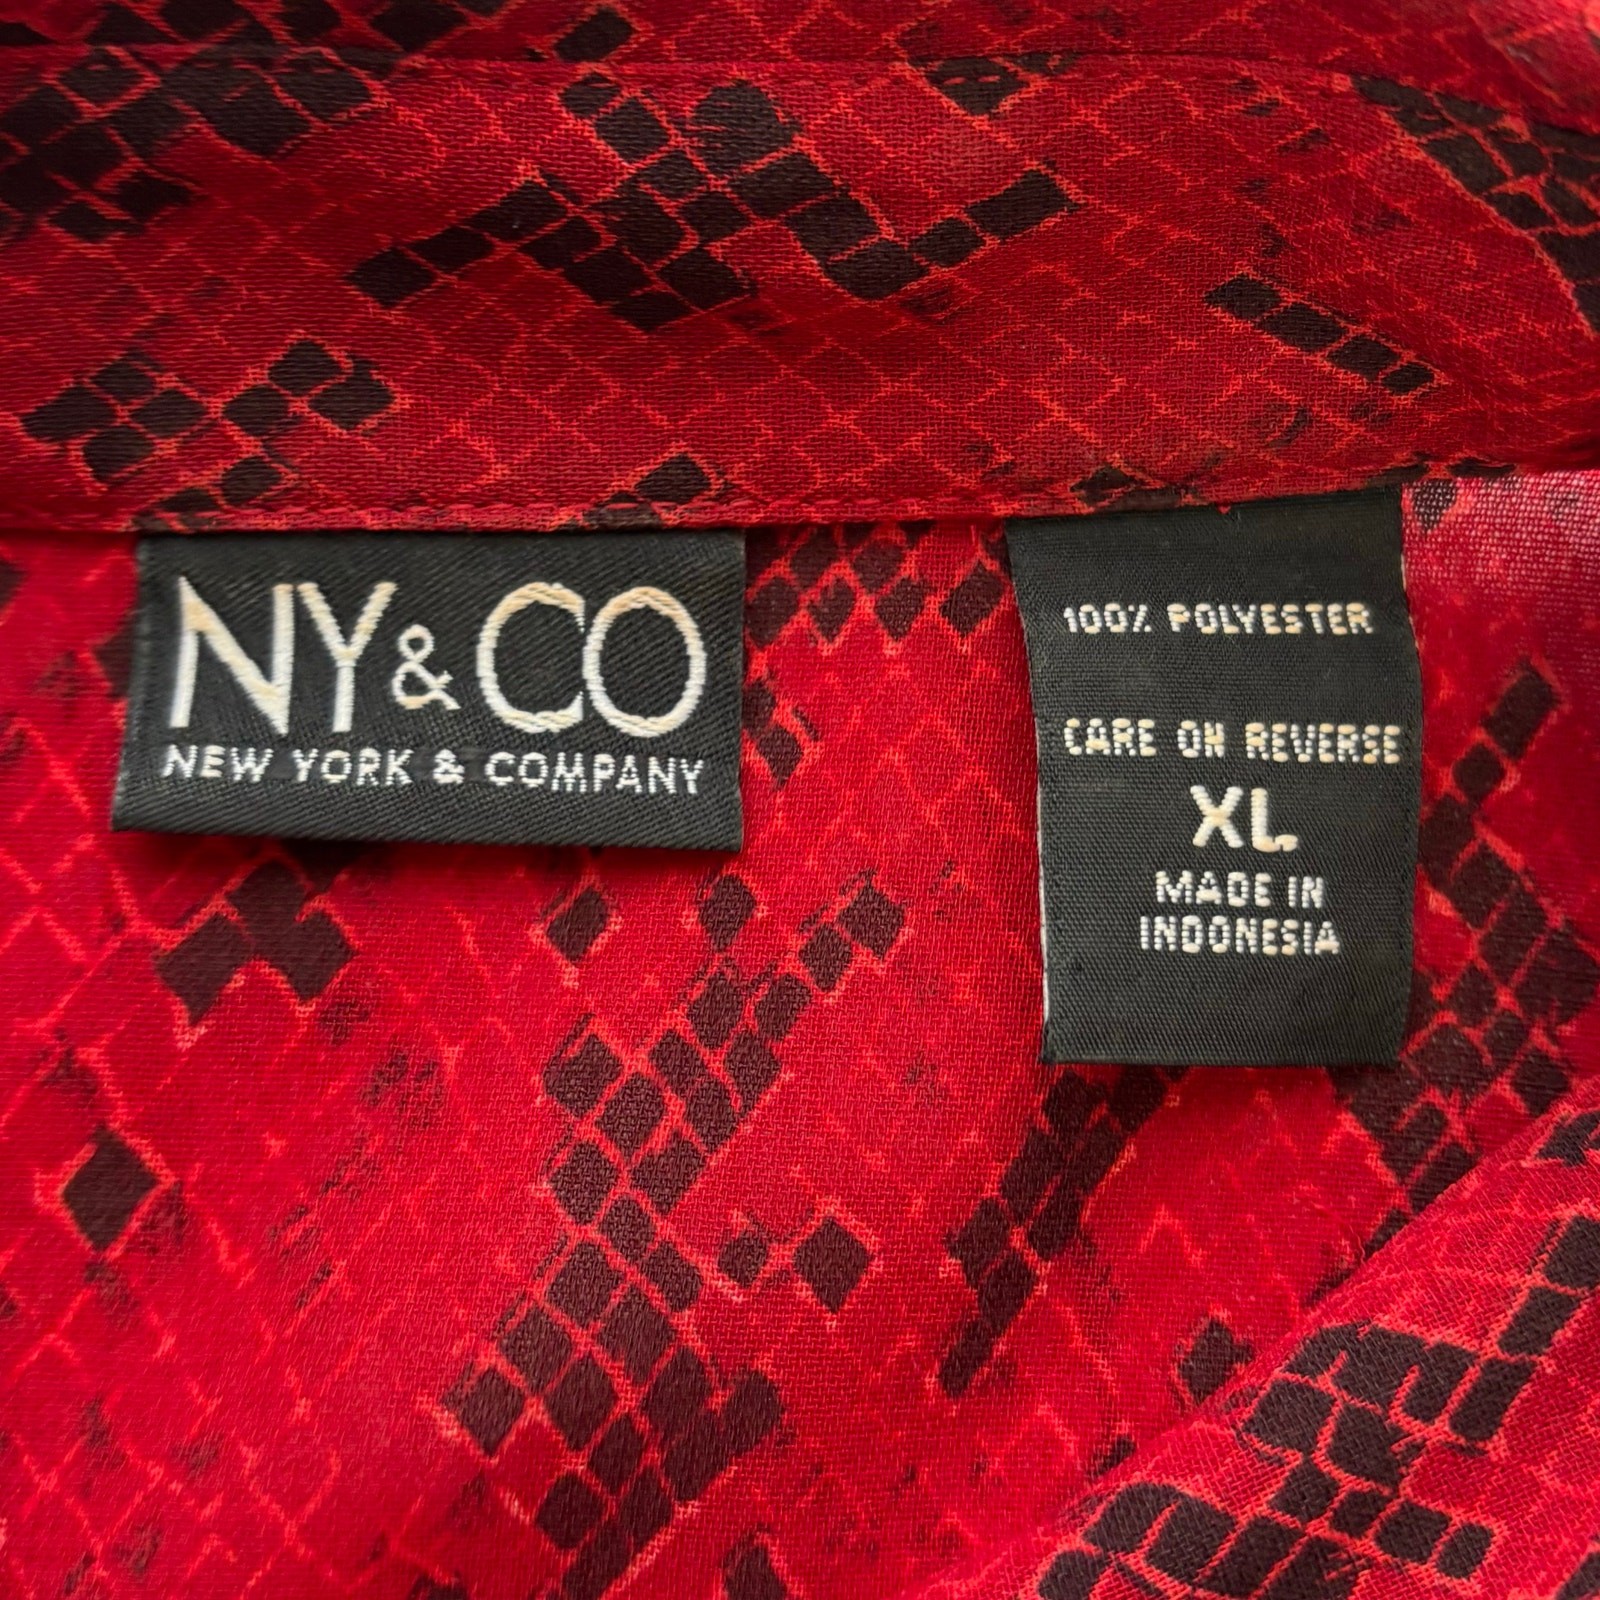 NY&CO
NEW YORK & COMPANY
100% POLYESTER
CARE ON REVERSE
XL
MADE IN
INDONESIA